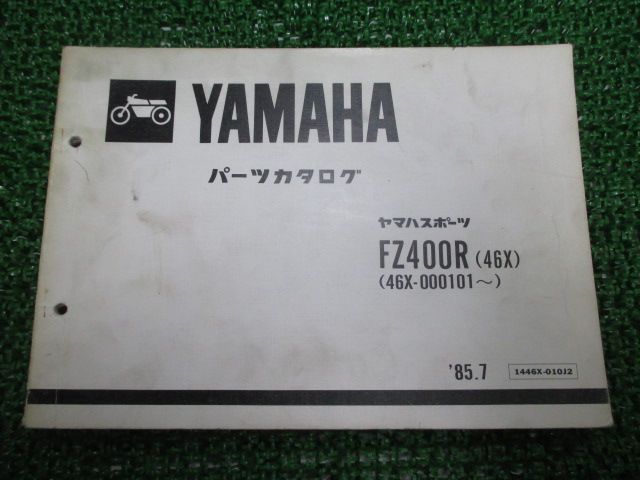 YAMAHA
パーツカタログ
ヤマハスポーツ
FZ400R (46X)
(46X-000101～)
'85.7
1446X-010J2